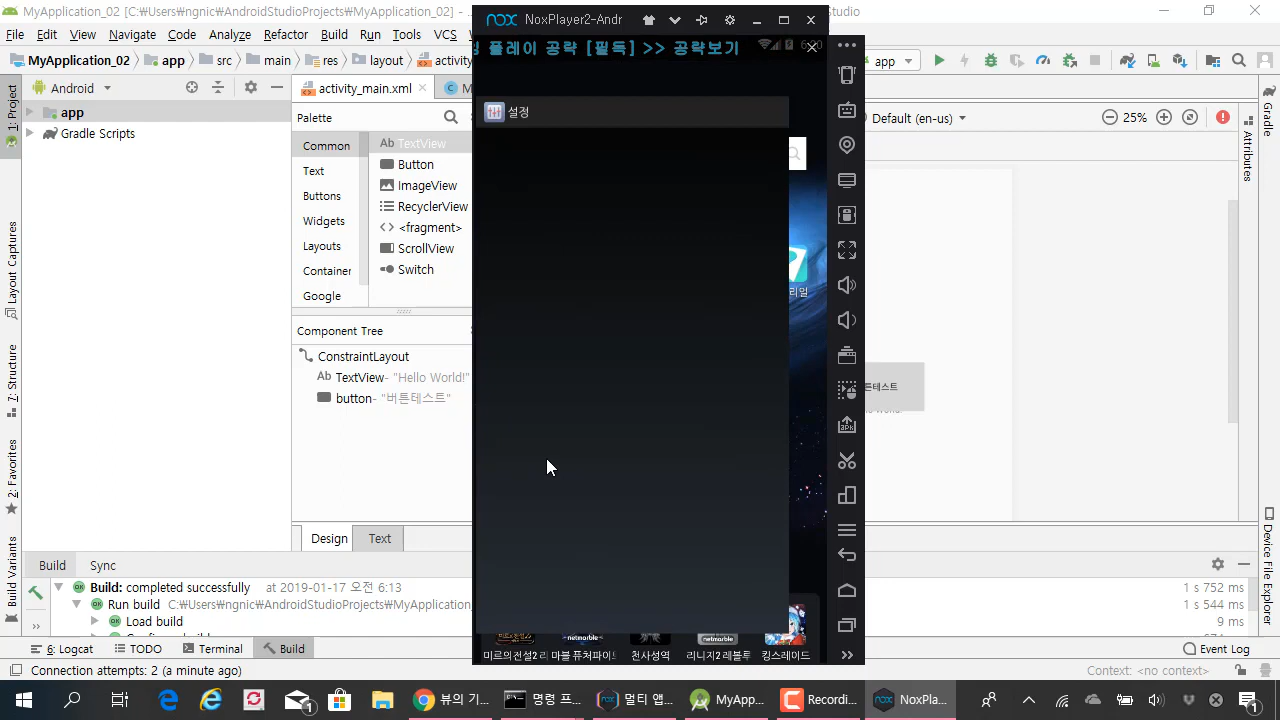 MyApplication_02 [C:\Users\ngnic\AndroidStudioProjects\MyApplication_02]
Studio
File Edit View Navigate Code Analyze Refactor Build Run Tools VCS
MyApplication_02 app src main res layout
app
activity_main.xml
Android
Palette
Common
Text
Buttons
Widgets
Layouts
Container
Google
Ab TextView
Button
ImageView
RecyclerView
<fragment>
ScrollView
Switch
app
Gradle Scripts
Component Tree
ConstraintLayout
Ab TextView- "Hello World!"
button- "버튼테스트"
Design Text
1: Project
Layout Captures
7: Structure
2: Favorites
Build Variants
Attributes
Device File Explorer
NoxPlayer2-Andr
플레이 공략 [필독] >> 공략보기
설정
리얼
Default (en-us)
25%
튼테스트
미르의전설2 리
마블 퓨처파이
천사성역
리니지2 레볼루
킹스레이드
netmarble
netmarble
Build Sync
Build: completed successfully at 2019-01-17 오전 6:13
Run build C:₩Users₩ngnic₩AndroidStudioProjects₩MyApplication
Load build
1 s 752 ms
1 s 544 ms
9 ms
6: Logcat TODO Terminal
Event Log
Context: <no context>
뷰의 기...
명령 프...
멀티 앱...
MyApp...
Recordi...
NoxPla...